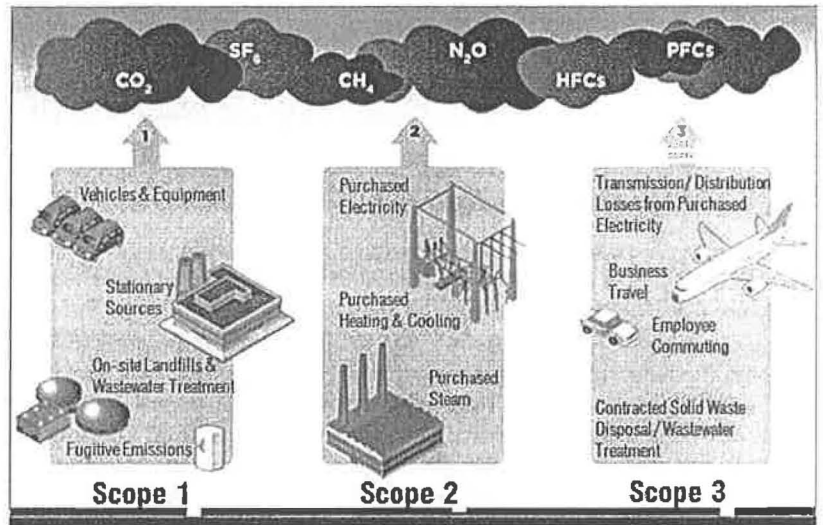 CO₂
SF₆
CH₄
N₂O
HFCs
PFCs
1
Vehicles & Equipment
Stationary
Sources
On-site Landfills &
Wastewater Treatment
Fugitive Emissions
Scope 1
2
Purchased
Electricity
Purchased
Heating & Cooling
Purchased
Steam
Scope 2
3
Transmission/Distribution
Losses from Purchased
Electricity
Business
Travel
Employee
Commuting
Contracted Solid Waste
Disposal/Wastewater
Treatment
Scope 3